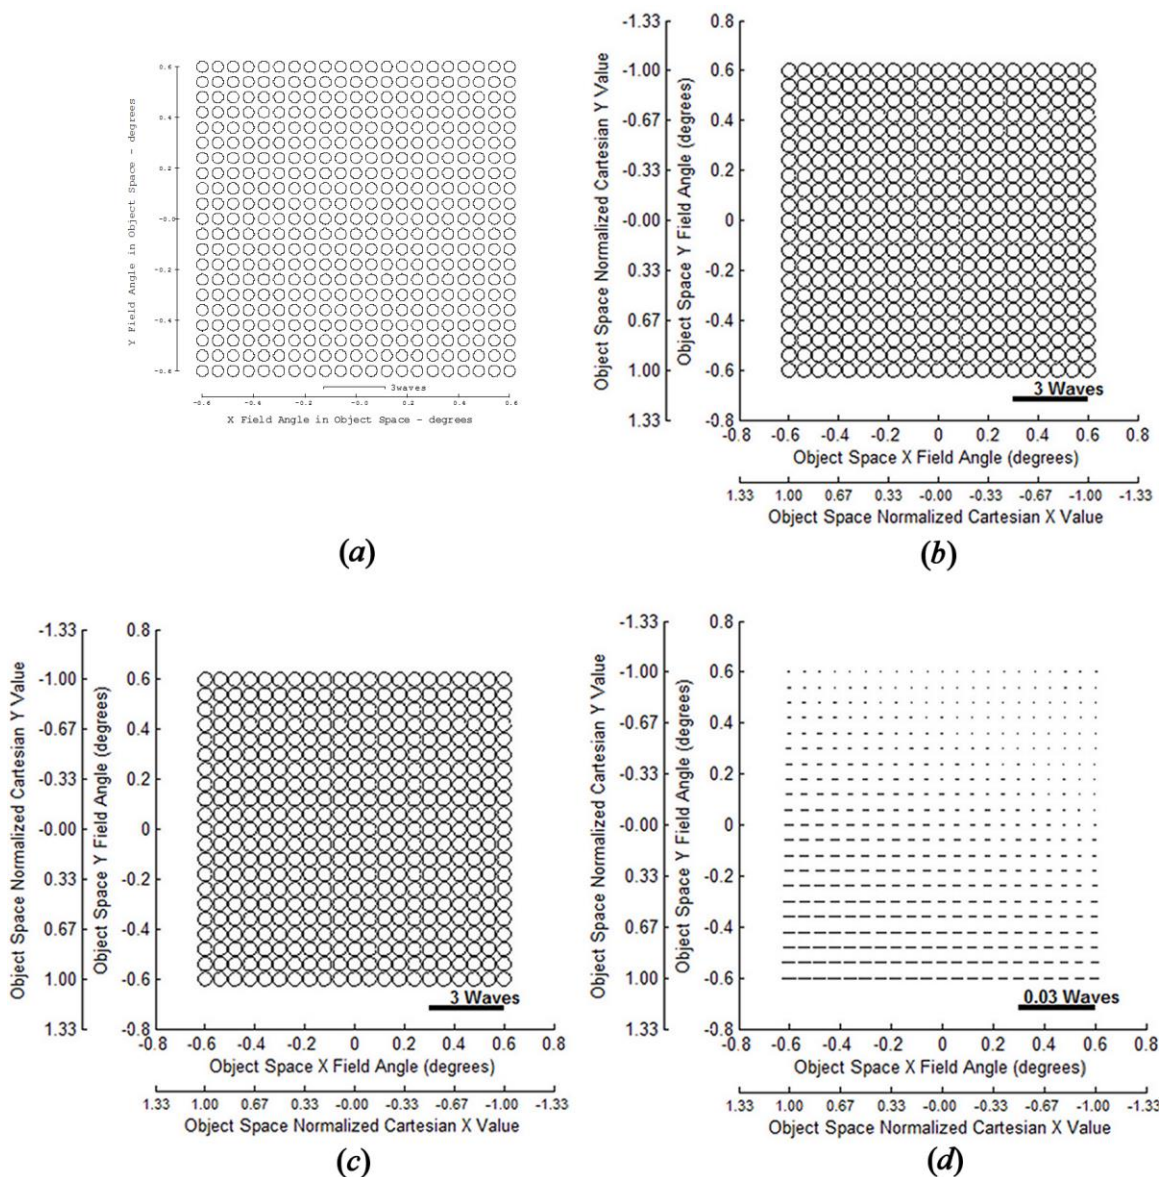 0.6
0.4
0.2
-0.0
-0.2
-0.4
-0.6
Y Field Angle in Object Space - degrees
3waves
-0.6 -0.4 -0.2 -0.0 0.2 0.4 0.6
X Field Angle in Object Space - degrees
(a)
-1.33 0.8
-1.00 0.6
-0.67 0.4
-0.33 0.2
-0.00 0
0.33 -0.2
0.67 -0.4
1.00 -0.6
1.33 -0.8
Object Space Normalized Cartesian Y Value
Object Space Y Field Angle (degrees)
3 Waves
-0.8 -0.6 -0.4 -0.2 0 0.2 0.4 0.6 0.8
Object Space X Field Angle (degrees)
1.33 1.00 0.67 0.33 -0.00 -0.33 -0.67 -1.00 -1.33
Object Space Normalized Cartesian X Value
(b)
-1.33 0.8
-1.00 0.6
-0.67 0.4
-0.33 0.2
-0.00 0
0.33 -0.2
0.67 -0.4
1.00 -0.6
1.33 -0.8
Object Space Normalized Cartesian Y Value
Object Space Y Field Angle (degrees)
3 Waves
-0.8 -0.6 -0.4 -0.2 0 0.2 0.4 0.6 0.8
Object Space X Field Angle (degrees)
1.33 1.00 0.67 0.33 -0.00 -0.33 -0.67 -1.00 -1.33
Object Space Normalized Cartesian X Value
(c)
-1.33 0.8
-1.00 0.6
-0.67 0.4
-0.33 0.2
-0.00 0
0.33 -0.2
0.67 -0.4
1.00 -0.6
1.33 -0.8
Object Space Normalized Cartesian Y Value
Object Space Y Field Angle (degrees)
0.03 Waves
-0.8 -0.6 -0.4 -0.2 0 0.2 0.4 0.6 0.8
Object Space X Field Angle (degrees)
1.33 1.00 0.67 0.33 -0.00 -0.33 -0.67 -1.00 -1.33
Object Space Normalized Cartesian X Value
(d)